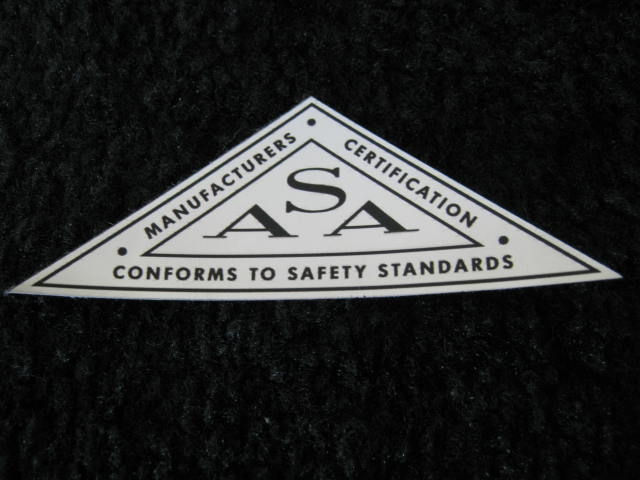 MANUFACTURERS CERTIFICATION
ASA
CONFORMS TO SAFETY STANDARDS